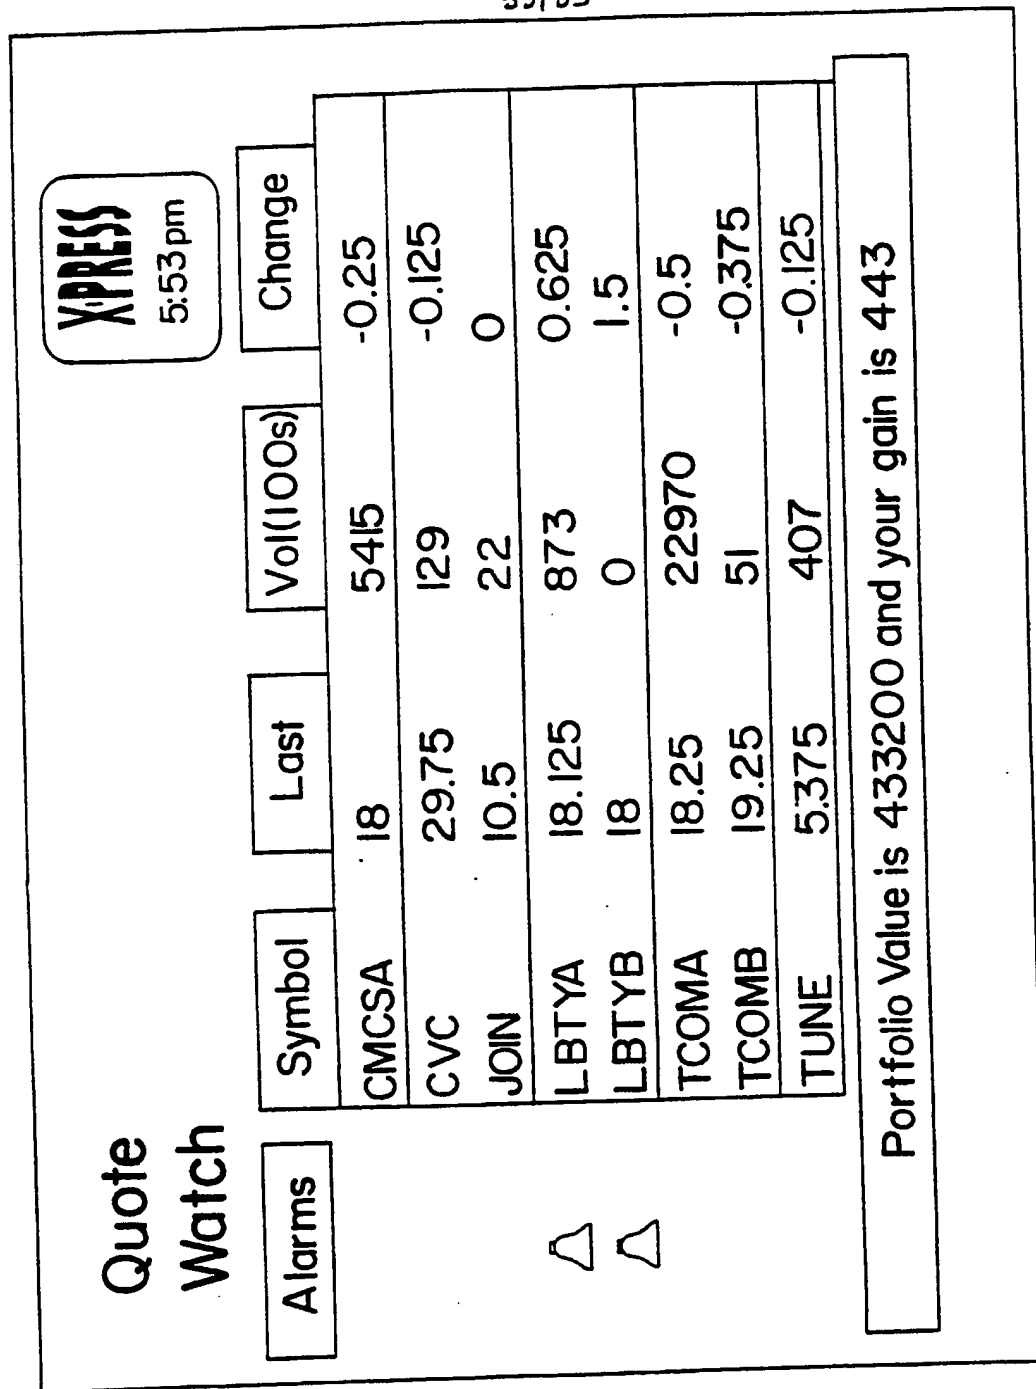 Quote
Watch
X·PRESS
5:53pm
Alarms Symbol Last Vol(100s) Change
CMCSA 18 5415 -0.25
CVC 29.75 129 -0.125
JOIN 10.5 22 0
LBTYA 18.125 873 0.625
LBTYB 18 0 1.5
TCOMA 18.25 22970 -0.5
TCOMB 19.25 51 -0.375
TUNE 5.375 407 -0.125
Portfolio Value is 433200 and your gain is 443